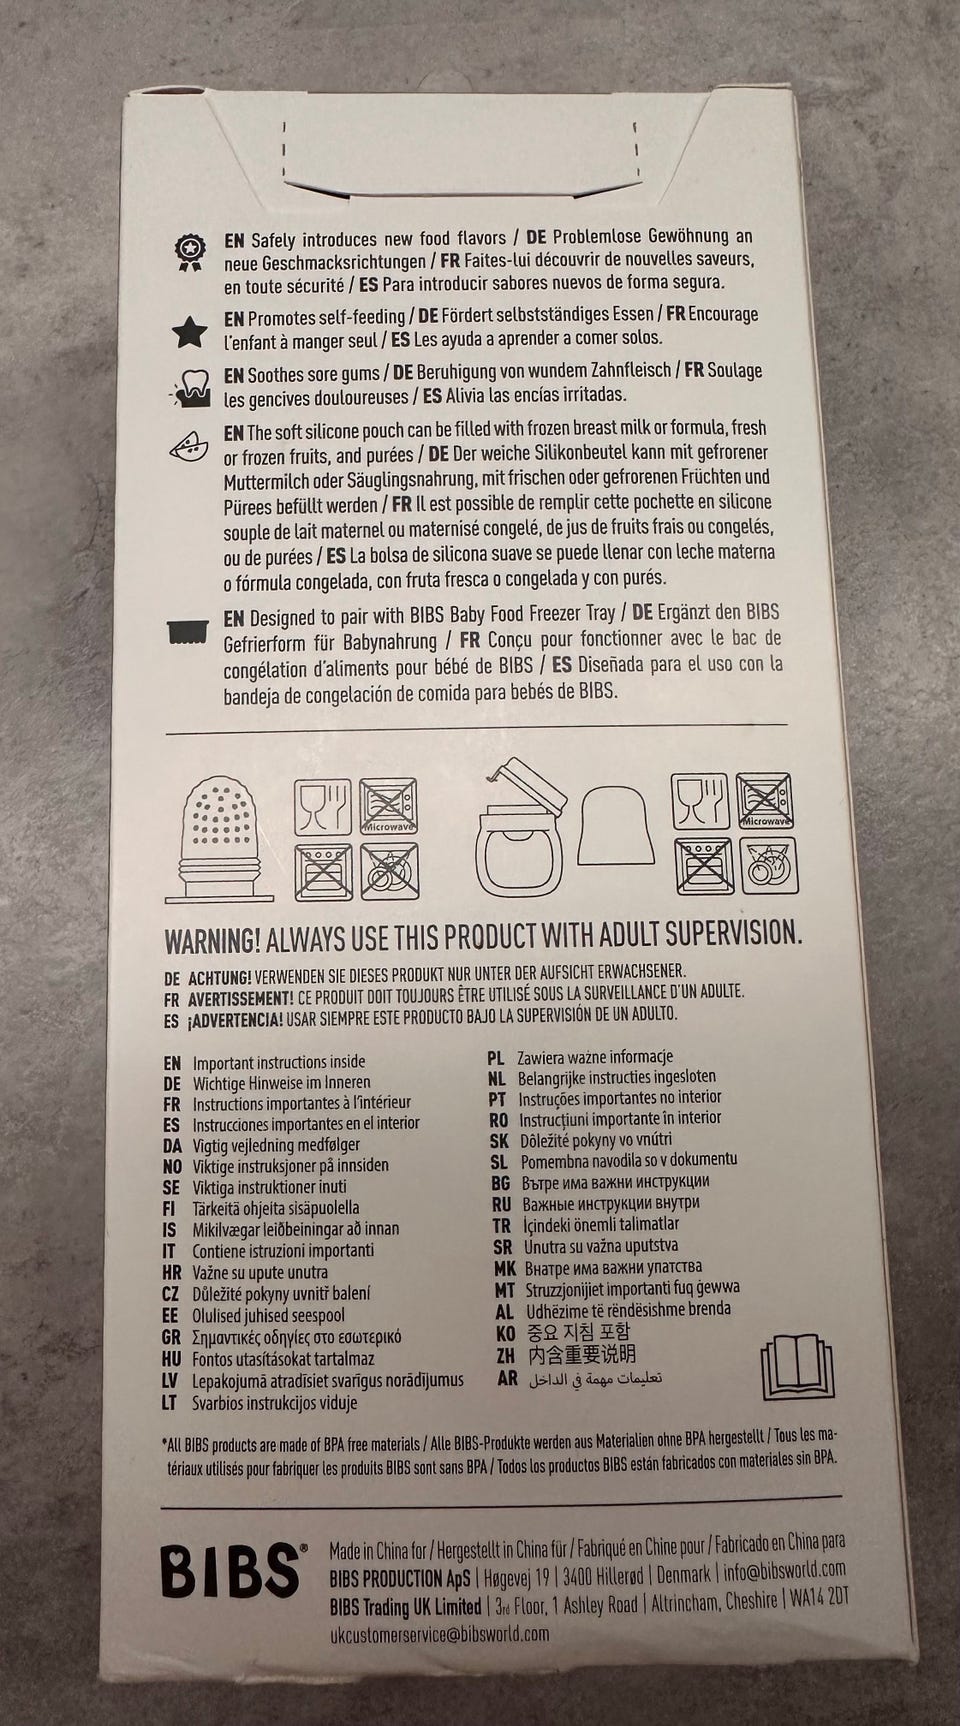 EN Safely introduces new food flavors / DE Problemlose Gewöhnung an
neue Geschmacksrichtungen / FR Faites-lui découvrir de nouvelles saveurs,
en toute sécurité / ES Para introducir sabores nuevos de forma segura.
EN Promotes self-feeding / DE Fördert selbstständiges Essen / FR Encourage
l'enfant à manger seul / ES Les ayuda a aprender a comer solos.
EN Soothes sore gums / DE Beruhigung von wundem Zahnfleisch / FR Soulage
les gencives douloureuses / ES Alivia las encías irritadas.
EN The soft silicone pouch can be filled with frozen breast milk or formula, fresh
or frozen fruits, and purées / DE Der weiche Silikonbeutel kann mit gefrorener
Muttermilch oder Säuglingsnahrung, mit frischen oder gefrorenen Früchten und
Pürees befüllt werden / FR Il est possible de remplir cette pochette en silicone
souple de lait maternel ou maternisé congelé, de jus de fruits frais ou congelés,
ou de purées / ES La bolsa de silicona suave se puede llenar con leche materna
o fórmula congelada, con fruta fresca o congelada y con purés.
EN Designed to pair with BIBS Baby Food Freezer Tray / DE Ergänzt den BIBS
Gefrierform für Babynahrung / FR Conçu pour fonctionner avec le bac de
congélation d'aliments pour bébé de BIBS / ES Diseñada para el uso con la
bandeja de congelación de comida para bebés de BIBS.
Microwave
Microwave
WARNING! ALWAYS USE THIS PRODUCT WITH ADULT SUPERVISION.
DE ACHTUNG! VERWENDEN SIE DIESES PRODUKT NUR UNTER DER AUFSICHT ERWACHSENER.
FR AVERTISSEMENT! CE PRODUIT DOIT TOUJOURS ÊTRE UTILISÉ SOUS LA SURVEILLANCE D'UN ADULTE.
ES ¡ADVERTENCIA! USAR SIEMPRE ESTE PRODUCTO BAJO LA SUPERVISIÓN DE UN ADULTO.
EN Important instructions inside
DE Wichtige Hinweise im Inneren
FR Instructions importantes à l'intérieur
ES Instrucciones importantes en el interior
DA Vigtig vejledning medfølger
NO Viktige instruksjoner på innsiden
SE Viktiga instruktioner inuti
FI Tärkeitä ohjeita sisäpuolella
IS Mikilvægar leiðbeiningar að innan
IT Contiene istruzioni importanti
HR Važne su upute unutra
CZ Důležité pokyny uvnitř balení
EE Olulised juhised seespool
GR Σημαντικές οδηγίες στο εσωτερικό
HU Fontos utasításokat tartalmaz
LV Lepakojumā atradīsiet svarīgus norādījumus
LT Svarbios instrukcijos viduje
PL Zawiera ważne informacje
NL Belangrijke instructies ingesloten
PT Instruções importantes no interior
RO Instrucțiuni importante în interior
SK Dôležité pokyny vo vnútri
SL Pomembna navodila so v dokumentu
BG Вътре има важни инструкции
RU Важные инструкции внутри
TR İçindeki önemli talimatlar
SR Unutra su važna uputstva
MK Внатре има важни упатства
MT Struzzjonijiet importanti fuq ġewwa
AL Udhëzime të rëndësishme brenda
KO 중요 지침 포함
ZH 内含重要说明
AR تعليمات مهمة في الداخل
*All BIBS products are made of BPA free materials / Alle BIBS-Produkte werden aus Materialien ohne BPA hergestellt / Tous les ma-
tériaux utilisés pour fabriquer les produits BIBS sont sans BPA / Todos los productos BIBS están fabricados con materiales sin BPA.
BIBS®
Made in China for / Hergestellt in China für / Fabriqué en Chine pour / Fabricado en China para
BIBS PRODUCTION ApS | Høgevej 19 | 3400 Hillerød | Denmark | info@bibsworld.com
BIBS Trading UK Limited | 3rd Floor, 1 Ashley Road | Altrincham, Cheshire | WA14 2DT
ukcustomerservice@bibsworld.com